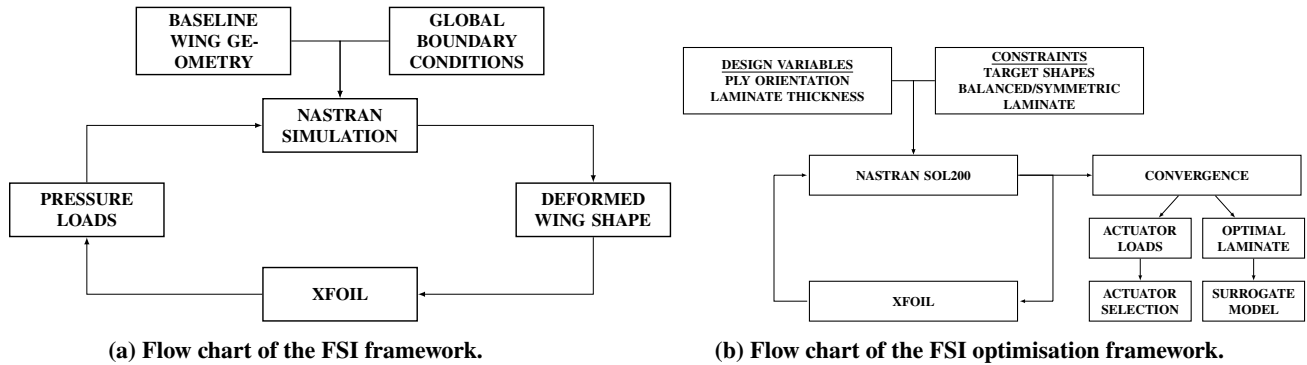 BASELINE
WING GE-
OMETRY
GLOBAL
BOUNDARY
CONDITIONS
NASTRAN
SIMULATION
PRESSURE
LOADS
DEFORMED
WING SHAPE
XFOIL
(a) Flow chart of the FSI framework.
DESIGN VARIABLES
PLY ORIENTATION
LAMINATE THICKNESS
CONSTRAINTS
TARGET SHAPES
BALANCED/SYMMETRIC
LAMINATE
NASTRAN SOL200
CONVERGENCE
ACTUATOR
LOADS
OPTIMAL
LAMINATE
XFOIL
ACTUATOR
SELECTION
SURROGATE
MODEL
(b) Flow chart of the FSI optimisation framework.